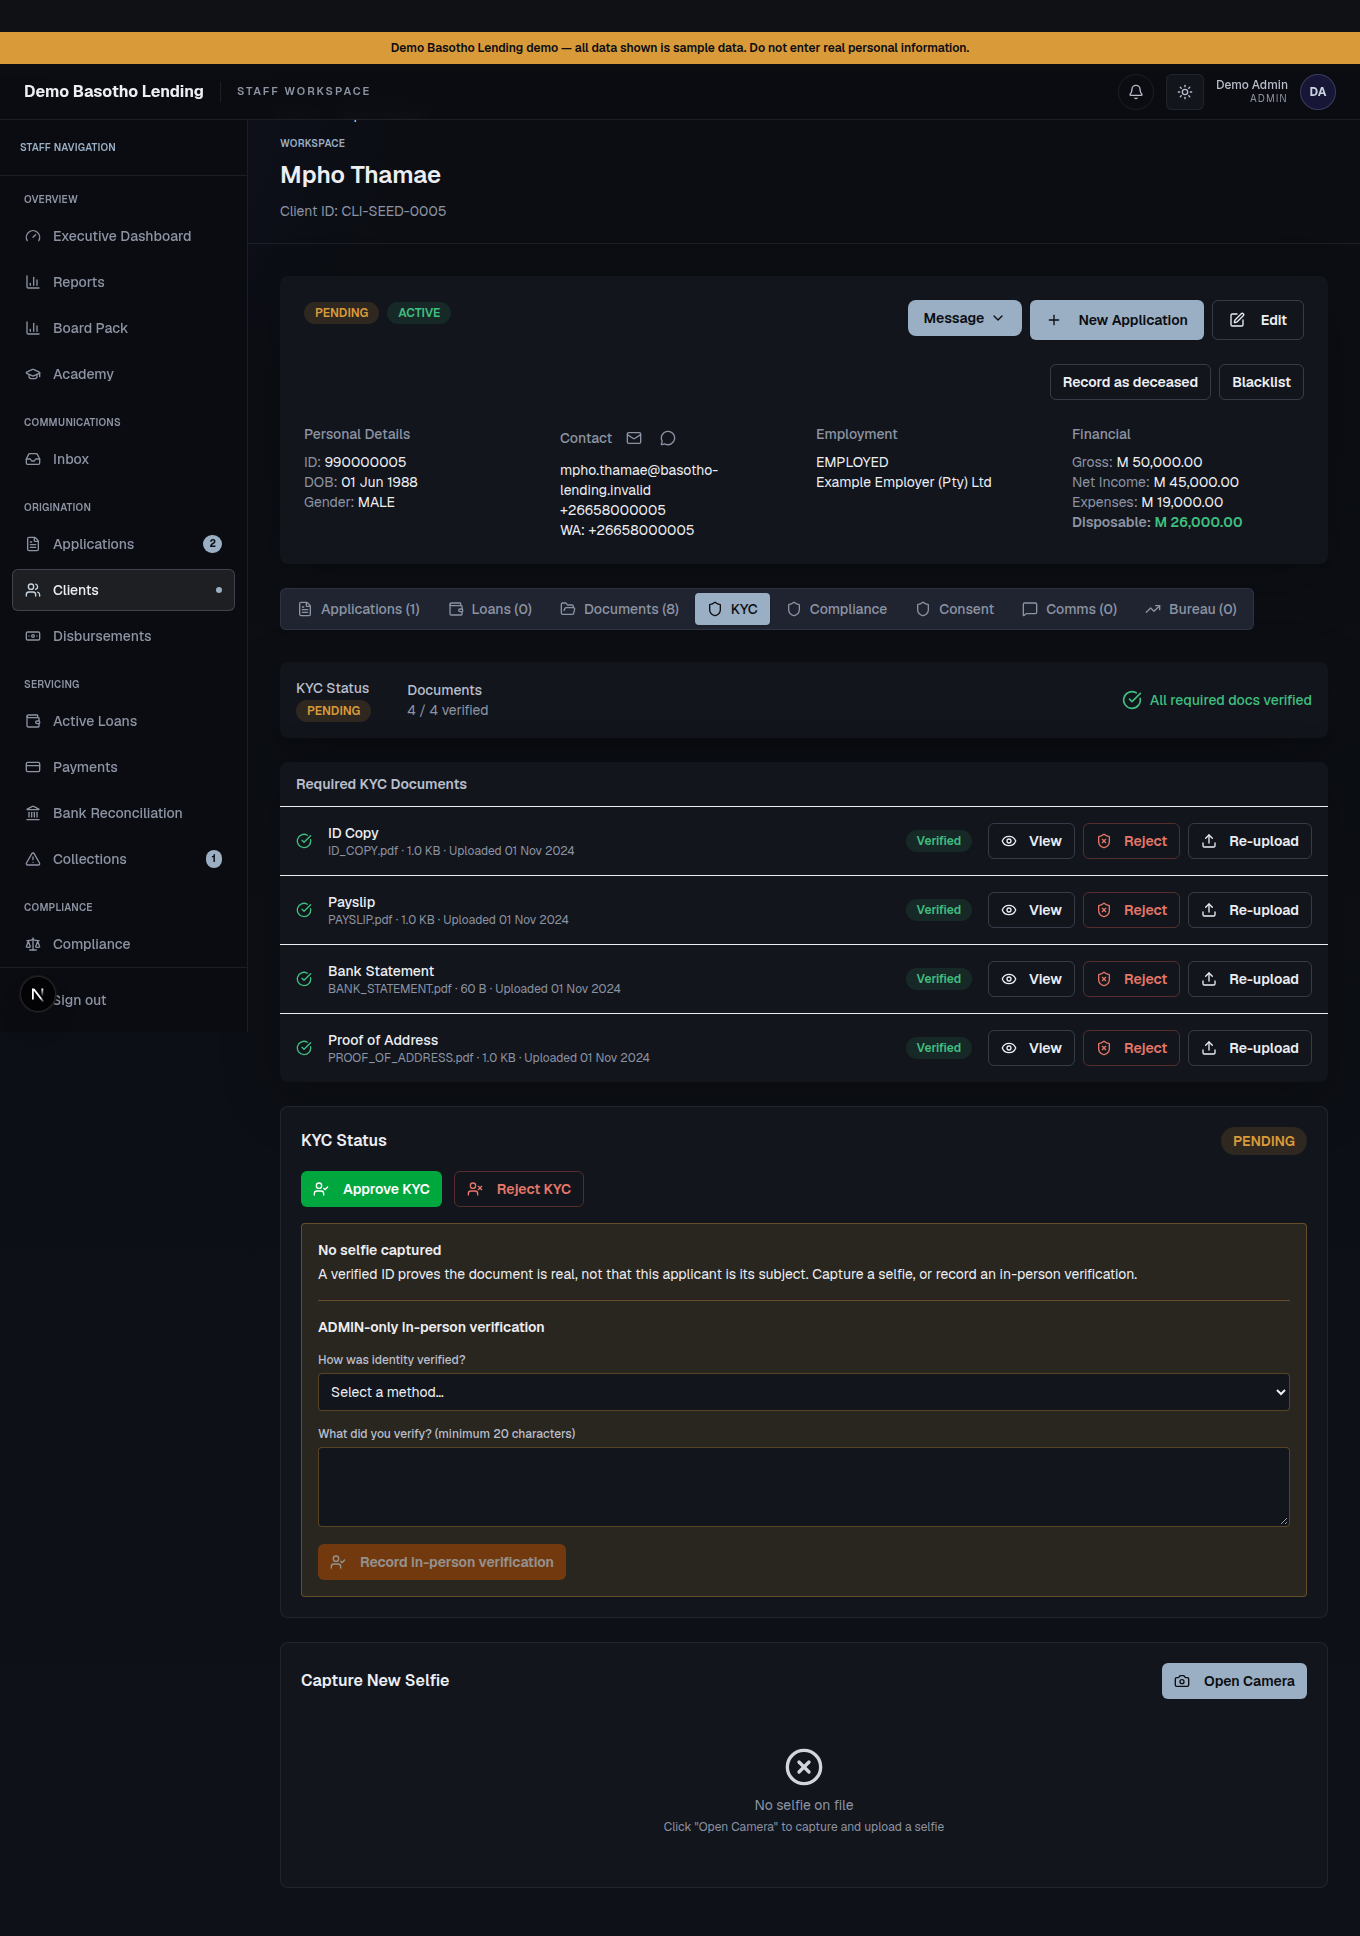 Demo Basotho Lending demo — all data shown is sample data. Do not enter real personal information.
Demo Basotho Lending
STAFF WORKSPACE
Demo Admin
ADMIN
DA
STAFF NAVIGATION
OVERVIEW
Executive Dashboard
Reports
Board Pack
Academy
COMMUNICATIONS
Inbox
ORIGINATION
Applications
2
Clients
Disbursements
SERVICING
Active Loans
Payments
Bank Reconciliation
Collections
1
COMPLIANCE
Compliance
N
Sign out
WORKSPACE
Mpho Thamae
Client ID: CLI-SEED-0005
PENDING
ACTIVE
Message
New Application
Edit
Record as deceased
Blacklist
Personal Details
ID: 990000005
DOB: 01 Jun 1988
Gender: MALE
Contact
mpho.thamae@basotho-
lending.invalid
+26658000005
WA: +26658000005
Employment
EMPLOYED
Example Employer (Pty) Ltd
Financial
Gross: M 50,000.00
Net Income: M 45,000.00
Expenses: M 19,000.00
Disposable: M 26,000.00
Applications (1)
Loans (0)
Documents (8)
KYC
Compliance
Consent
Comms (0)
Bureau (0)
KYC Status
PENDING
Documents
4 / 4 verified
All required docs verified
Required KYC Documents
ID Copy
ID_COPY.pdf · 1.0 KB · Uploaded 01 Nov 2024
Verified
View
Reject
Re-upload
Payslip
PAYSLIP.pdf · 1.0 KB · Uploaded 01 Nov 2024
Verified
View
Reject
Re-upload
Bank Statement
BANK_STATEMENT.pdf · 60 B · Uploaded 01 Nov 2024
Verified
View
Reject
Re-upload
Proof of Address
PROOF_OF_ADDRESS.pdf · 1.0 KB · Uploaded 01 Nov 2024
Verified
View
Reject
Re-upload
KYC Status
PENDING
Approve KYC
Reject KYC
No selfie captured
A verified ID proves the document is real, not that this applicant is its subject. Capture a selfie, or record an in-person verification.
ADMIN-only in-person verification
How was identity verified?
Select a method...
What did you verify? (minimum 20 characters)
Record in-person verification
Capture New Selfie
Open Camera
No selfie on file
Click "Open Camera" to capture and upload a selfie